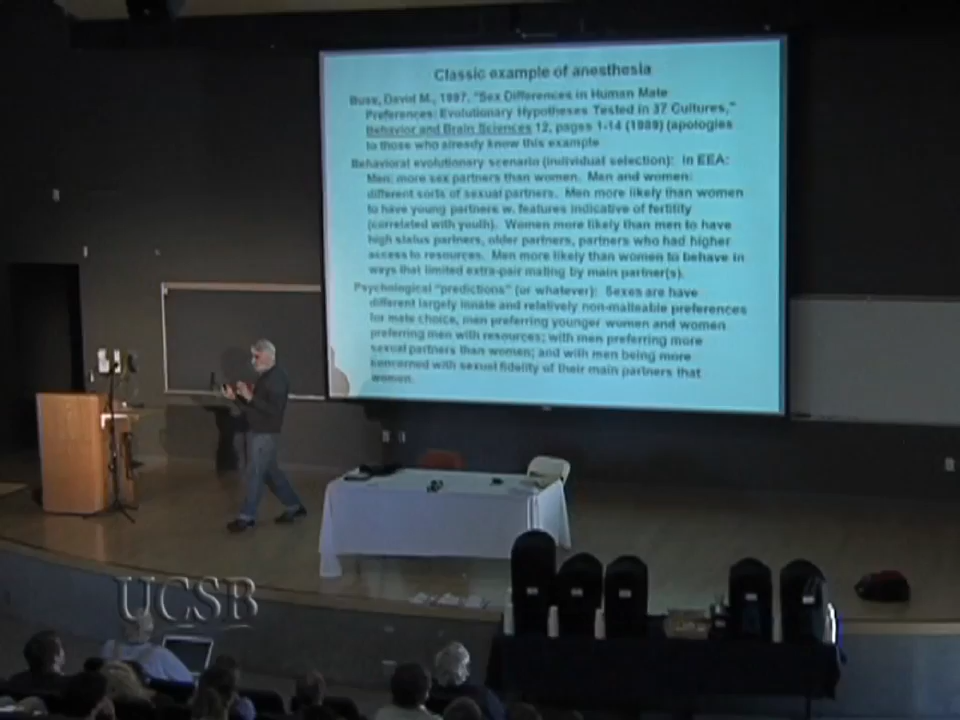 Classic example of anesthesia
Buss, David M., 1997, "Sex Differences in Human Mate
Preferences: Evolutionary Hypotheses Tested in 37 Cultures,"
Behavior and Brain Sciences 12, pages 1-14 (1989) (apologies
to those who already know this example
Behavioral evolutionary scenario (individual selection): In EEA:
Men: more sex partners than women. Men and women:
different sorts of sexual partners. Men more likely than women
to have young partners w. features indicative of fertility
(correlated with youth). Women more likely than men to have
high status partners, older partners, partners who had higher
access to resources. Men more likely than women to behave in
ways that limited extra-pair mating by main partner(s).
Psychological "predictions" (or whatever): Sexes are have
different largely innate and relatively non-malleable preferences
for mate choice, men preferring younger women and women
preferring men with resources; with men preferring more
sexual partners than women; and with men being more
concerned with sexual fidelity of their main partners that
women.
UCSB